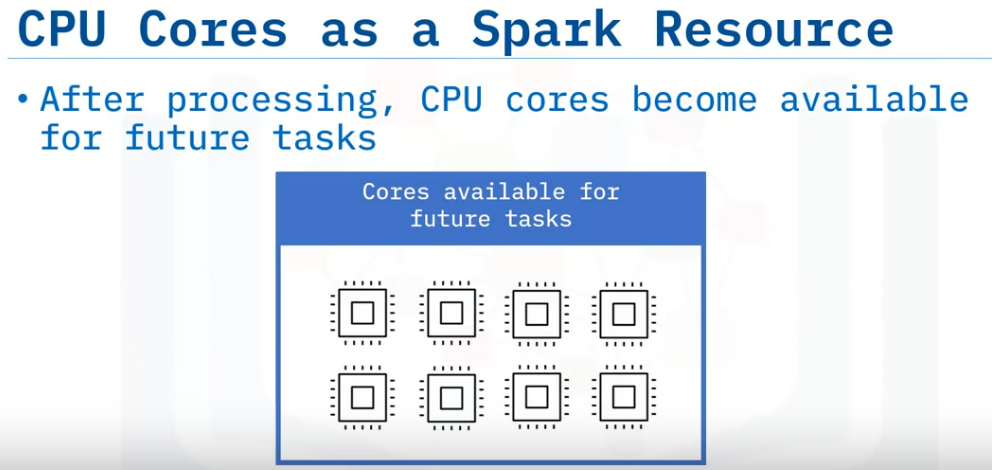 CPU Cores as a Spark Resource
• After processing, CPU cores become available
for future tasks
Cores available for
future tasks